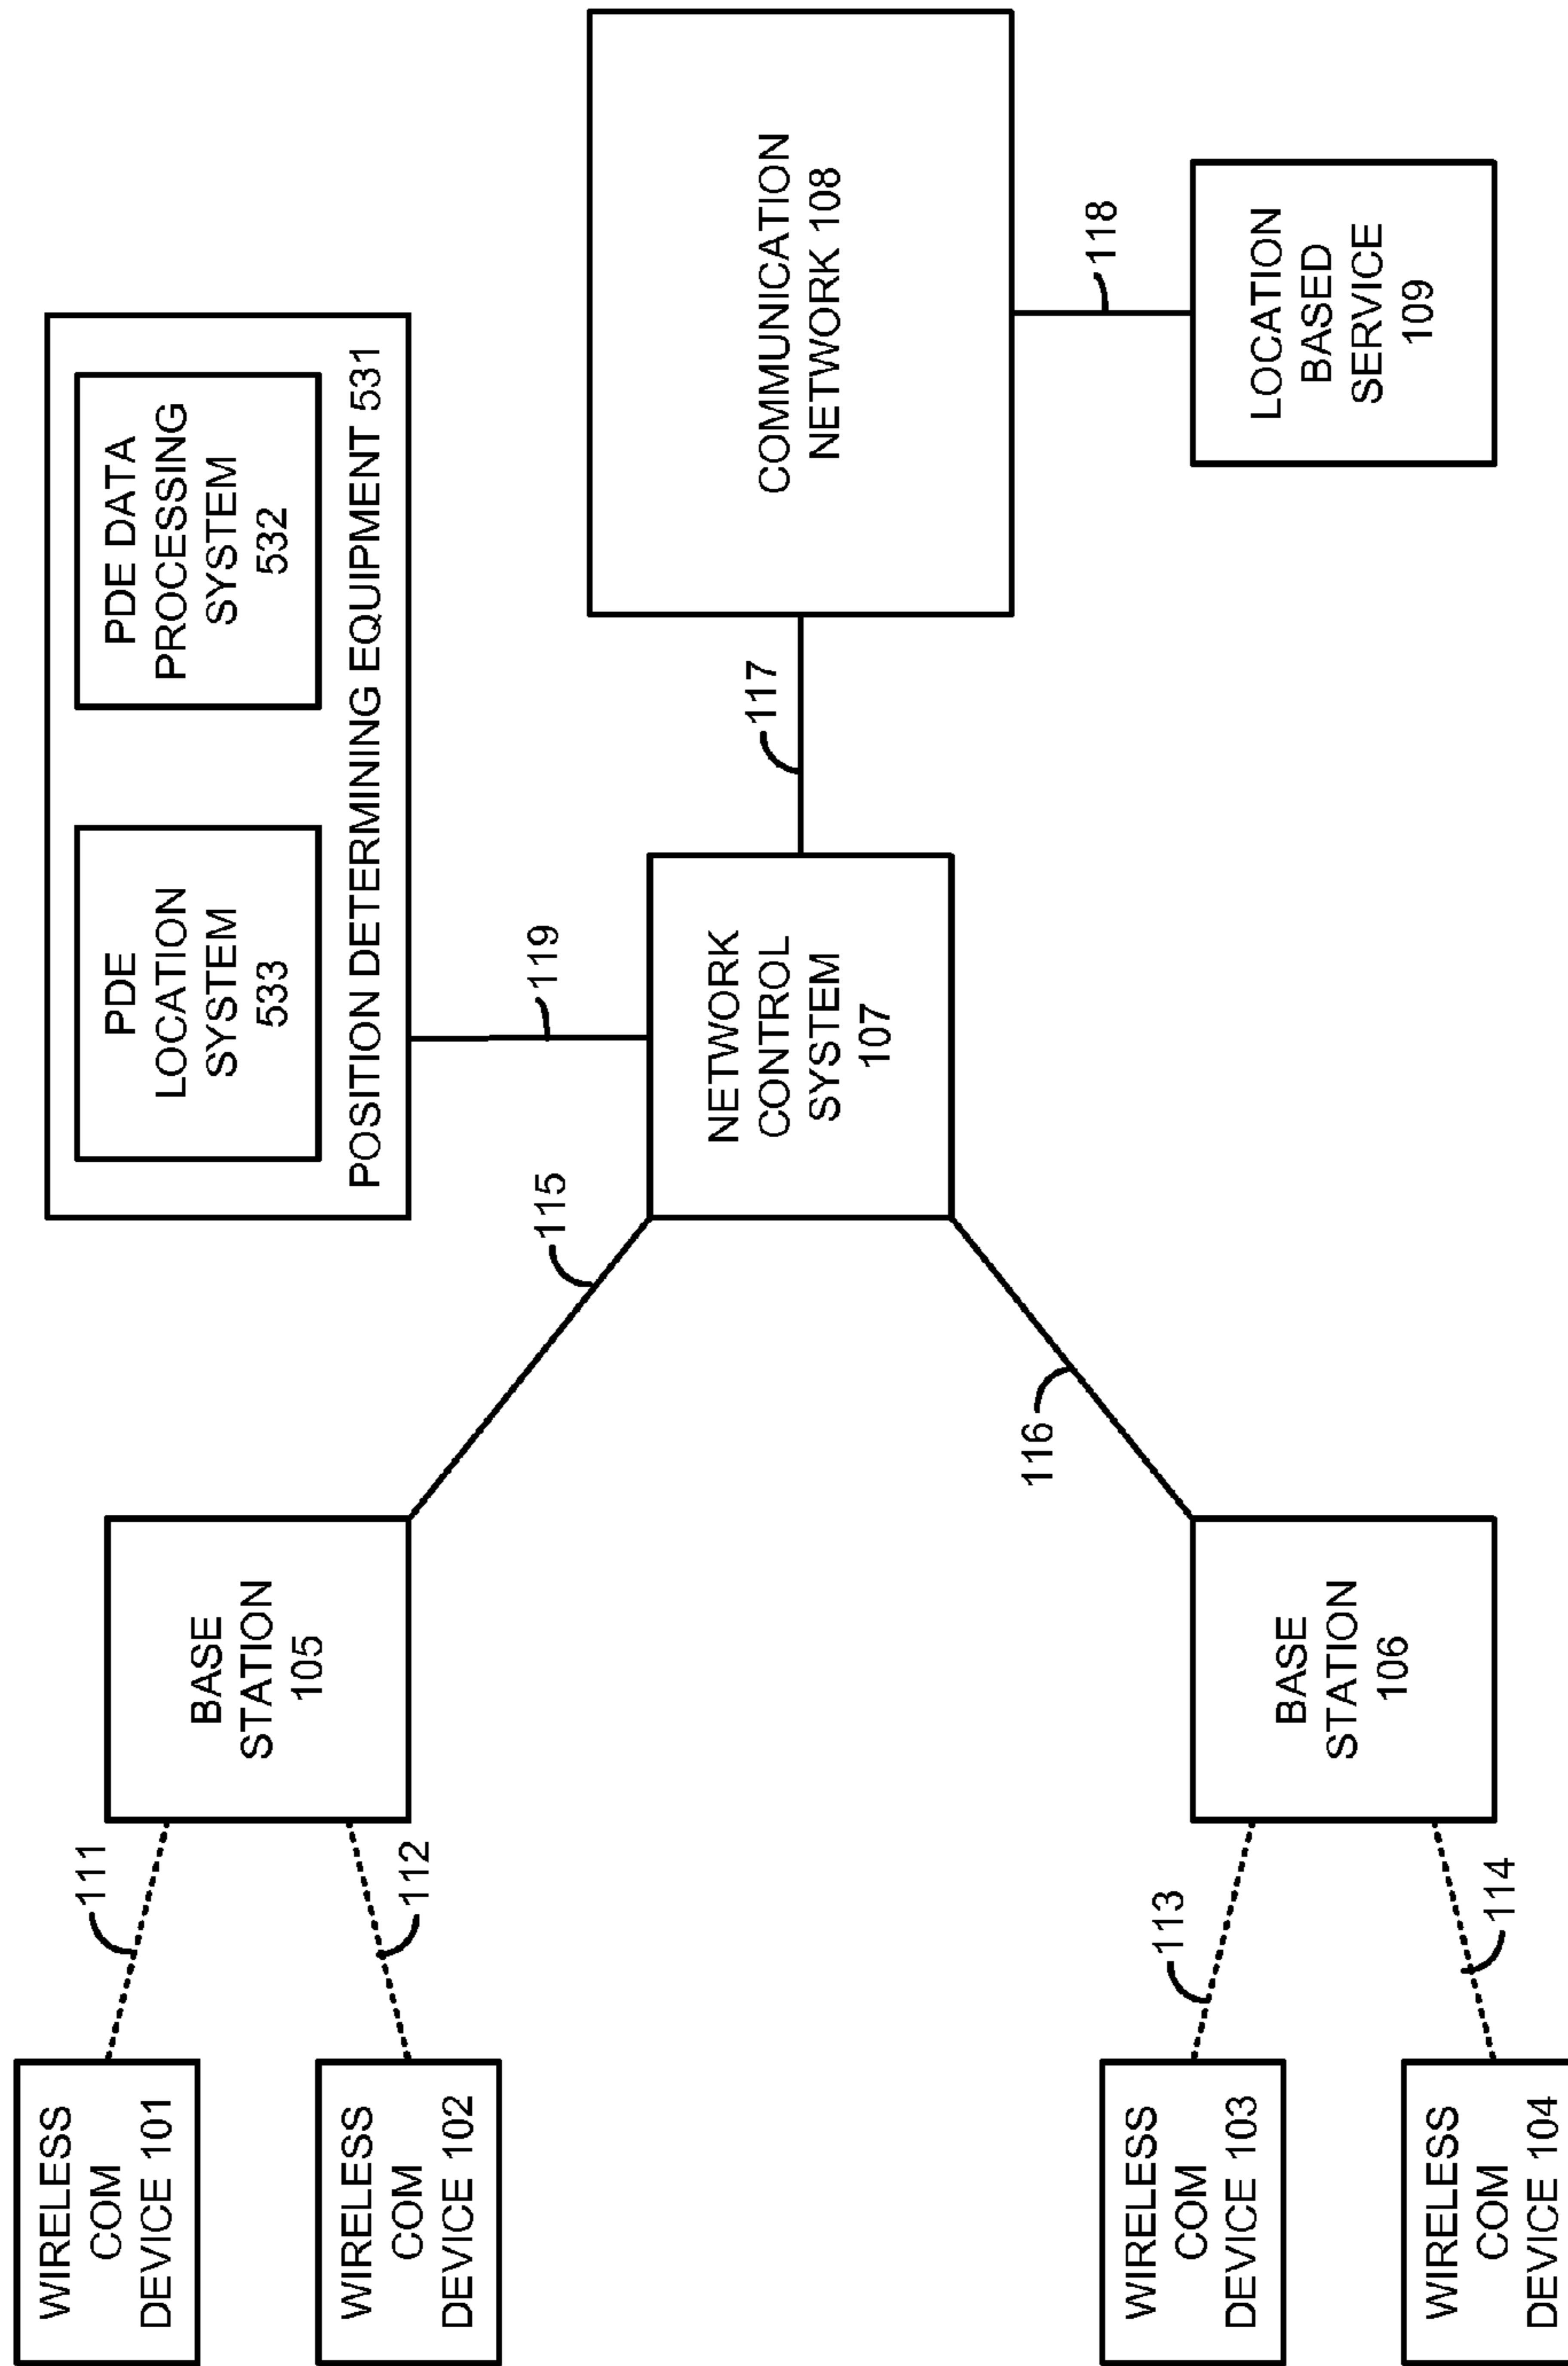 WIRELESS
COM
DEVICE 101
111
WIRELESS
COM
DEVICE 102
112
BASE
STATION
105
115
PDE
LOCATION
SYSTEM
533
PDE DATA
PROCESSING
SYSTEM
532
POSITION DETERMINING EQUIPMENT 531
119
NETWORK
CONTROL
SYSTEM
107
117
COMMUNICATION
NETWORK 108
118
LOCATION
BASED
SERVICE
109
116
WIRELESS
COM
DEVICE 103
113
WIRELESS
COM
DEVICE 104
114
BASE
STATION
106